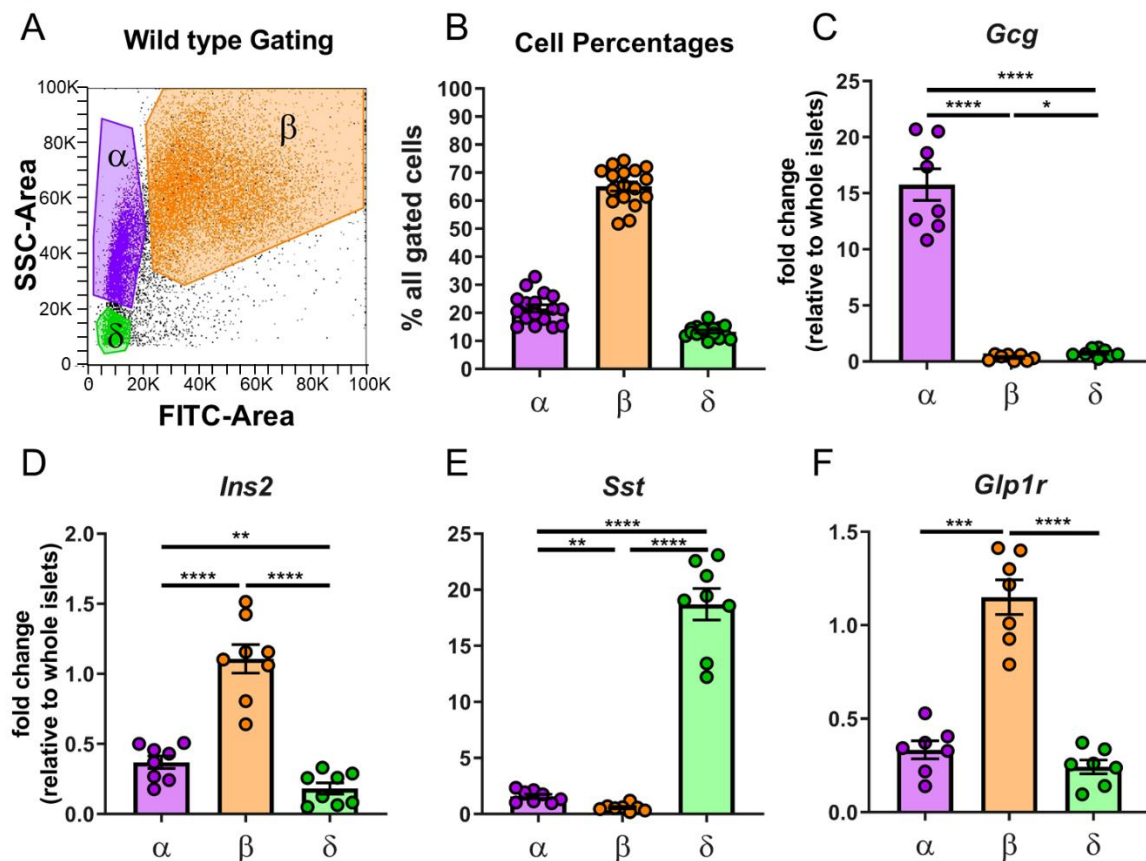 A
Wild type Gating
SSC-Area
100K
80K
60K
40K
20K
0
α
β
δ
0 20K 40K 60K 80K 100K
FITC-Area
B
Cell Percentages
% all gated cells
100
90
80
70
60
50
40
30
20
10
0
α β δ
C
Gcg
fold change
(relative to whole islets)
25
20
15
10
5
0
****
**** *
α β δ
D
Ins2
fold change
(relative to whole islets)
2.0
1.5
1.0
0.5
0.0
**
**** ****
α β δ
E
Sst
25
20
15
10
5
0
****
** ****
α β δ
F
Glp1r
1.5
1.0
0.5
0.0
*** ****
α β δ